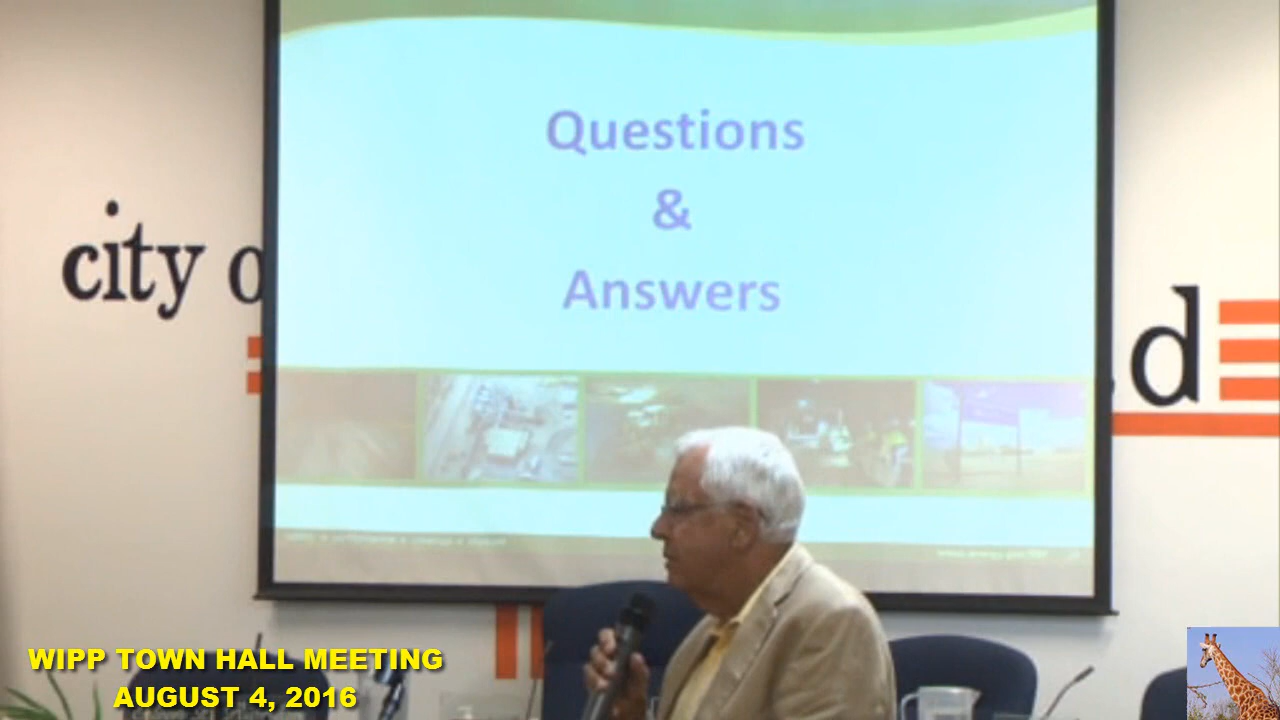 Questions
&
Answers
city o
d
WIPP TOWN HALL MEETING
AUGUST 4, 2016